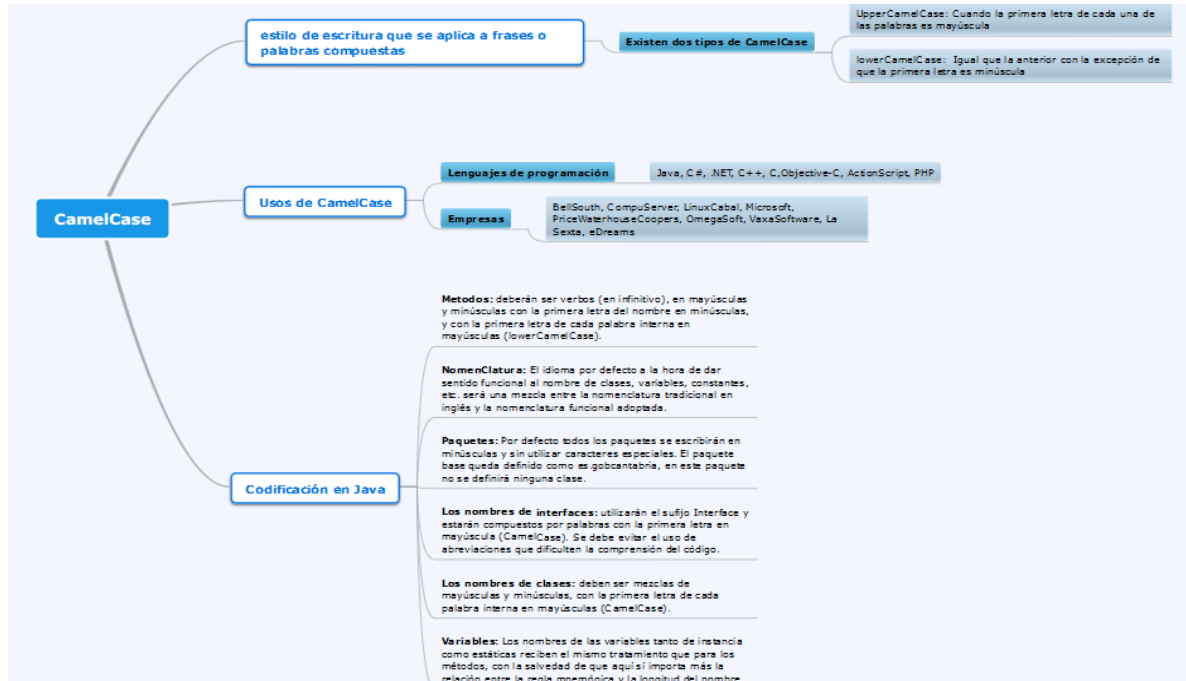 CamelCase
estilo de escritura que se aplica a frases o
palabras compuestas
Existen dos tipos de CamelCase
UpperCamelCase: Cuando la primera letra de cada una de
las palabras es mayúscula
lowerCamelCase: Igual que la anterior con la excepción de
que la primera letra es minúscula
Usos de CamelCase
Lenguajes de programación
Java, C#, .NET, C++, C,Objective-C, ActionScript, PHP
Empresas
BellSouth, CompuServer, LinuxCabal, Microsoft,
PriceWaterhouseCoopers, OmegaSoft, VaxaSoftware, La
Sexta, eDreams
Codificación en Java
Metodos: deberán ser verbos (en infinitivo), en mayúsculas
y minúsculas con la primera letra del nombre en minúsculas,
y con la primera letra de cada palabra interna en
mayúsculas (lowerCamelCase).
NomenClatura: El idioma por defecto a la hora de dar
sentido funcional al nombre de clases, variables, constantes,
etc. será una mezcla entre la nomenclatura tradicional en
inglés y la nomenclatura funcional adoptada.
Paquetes: Por defecto todos los paquetes se escribirán en
minúsculas y sin utilizar caracteres especiales. El paquete
base queda definido como es.gobcantabria, en este paquete
no se definirá ninguna clase.
Los nombres de interfaces: utilizarán el sufijo Interface y
estarán compuestos por palabras con la primera letra en
mayúscula (CamelCase). Se debe evitar el uso de
abreviaciones que dificulten la comprensión del código.
Los nombres de clases: deben ser mezclas de
mayúsculas y minúsculas, con la primera letra de cada
palabra interna en mayúsculas (CamelCase).
Variables: Los nombres de las variables tanto de instancia
como estáticas reciben el mismo tratamiento que para los
métodos, con la salvedad de que aquí sí importa más la
relación entre la regla mnemónica y la longitud del nombre